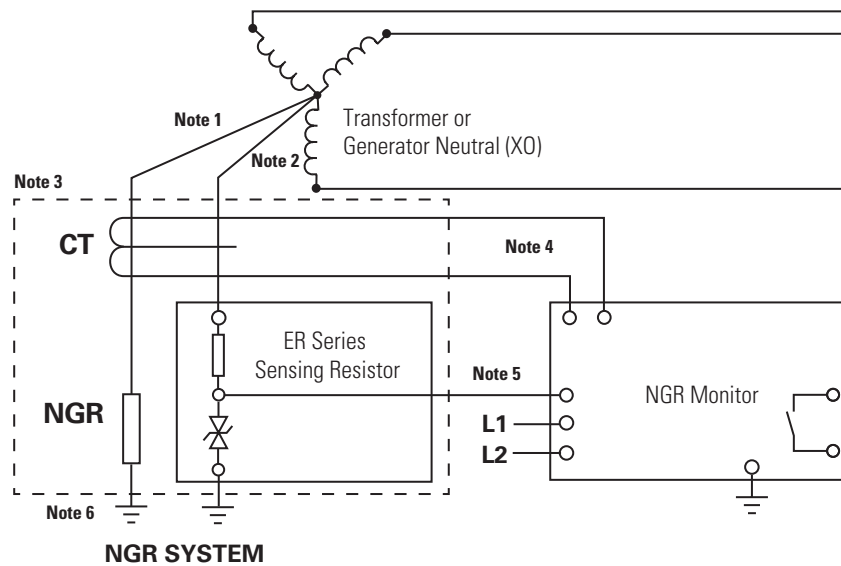 Note 1
Transformer or
Generator Neutral (X0)
Note 2
Note 3
CT
Note 4
ER Series
Sensing Resistor
Note 5
NGR Monitor
NGR
L1
L2
Note 6
NGR SYSTEM